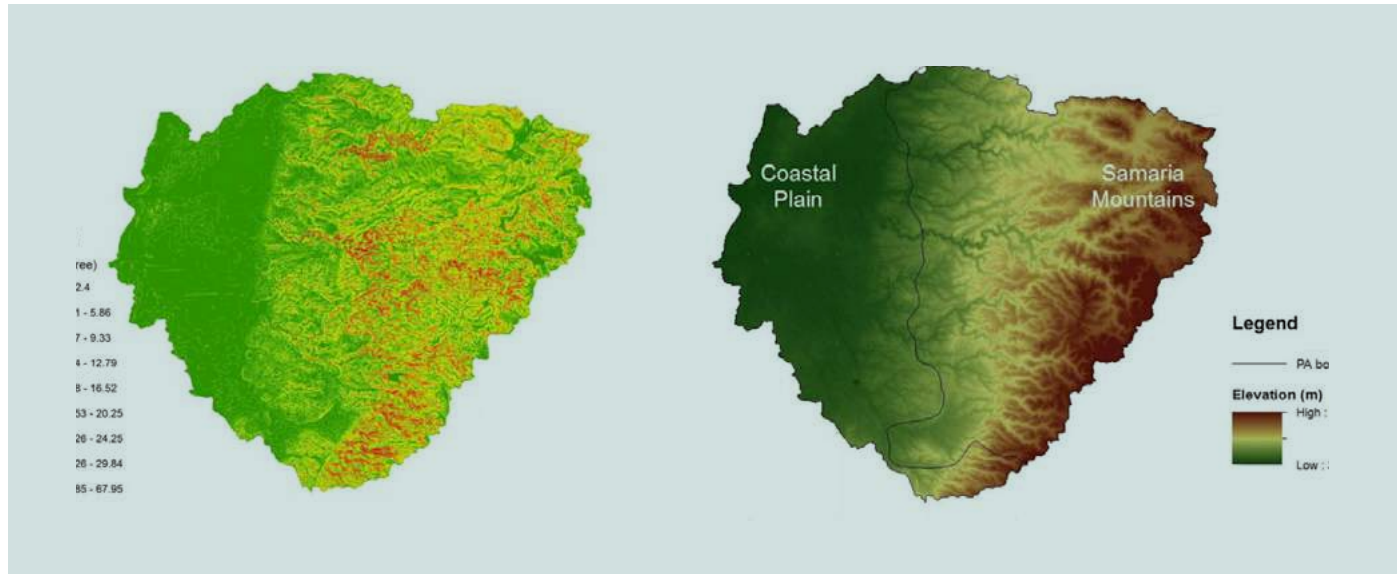 ree)
2.4
1 - 5.86
7 - 9.33
4 - 12.79
8 - 16.52
53 - 20.25
26 - 24.25
26 - 29.84
85 - 67.95
Coastal
Plain
Samaria
Mountains
Legend
PA bo
Elevation (m)
High :
Low :